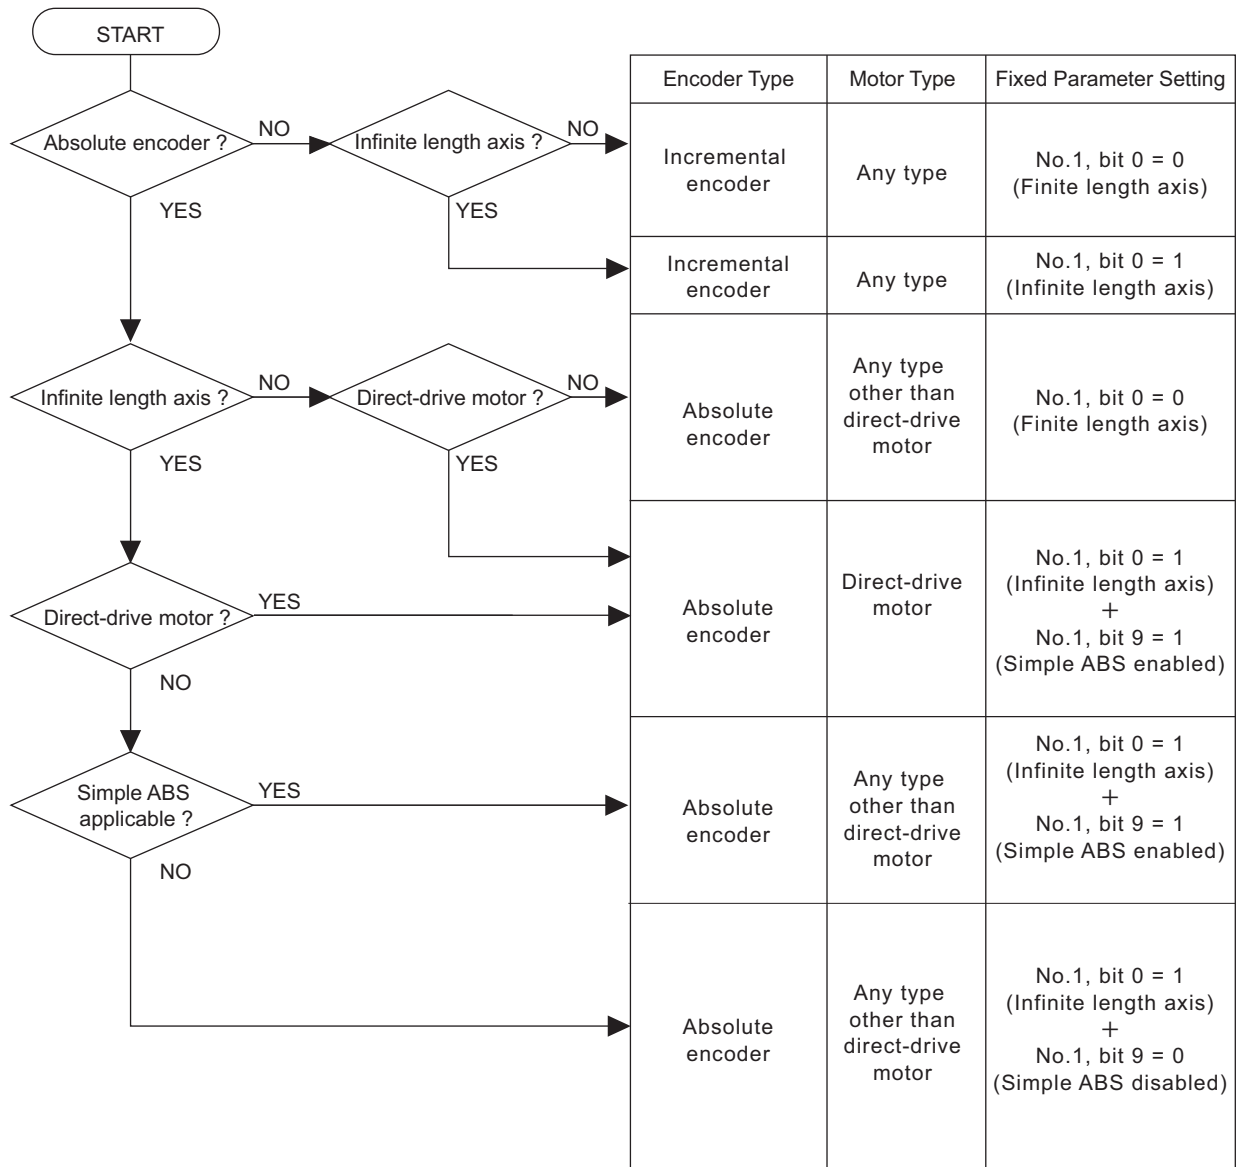 START
Encoder Type
Motor Type
Fixed Parameter Setting
Absolute encoder ?
NO
Infinite length axis ?
NO
YES
YES
Incremental
encoder
Any type
No.1, bit 0 = 0
(Finite length axis)
Incremental
encoder
Any type
No.1, bit 0 = 1
(Infinite length axis)
Infinite length axis ?
NO
Direct-drive motor ?
NO
YES
YES
Absolute
encoder
Any type
other than
direct-drive
motor
No.1, bit 0 = 0
(Finite length axis)
Direct-drive motor ?
YES
NO
Absolute
encoder
Direct-drive
motor
No.1, bit 0 = 1
(Infinite length axis)
+
No.1, bit 9 = 1
(Simple ABS enabled)
Simple ABS
applicable ?
YES
NO
Absolute
encoder
Any type
other than
direct-drive
motor
No.1, bit 0 = 1
(Infinite length axis)
+
No.1, bit 9 = 1
(Simple ABS enabled)
Absolute
encoder
Any type
other than
direct-drive
motor
No.1, bit 0 = 1
(Infinite length axis)
+
No.1, bit 9 = 0
(Simple ABS disabled)